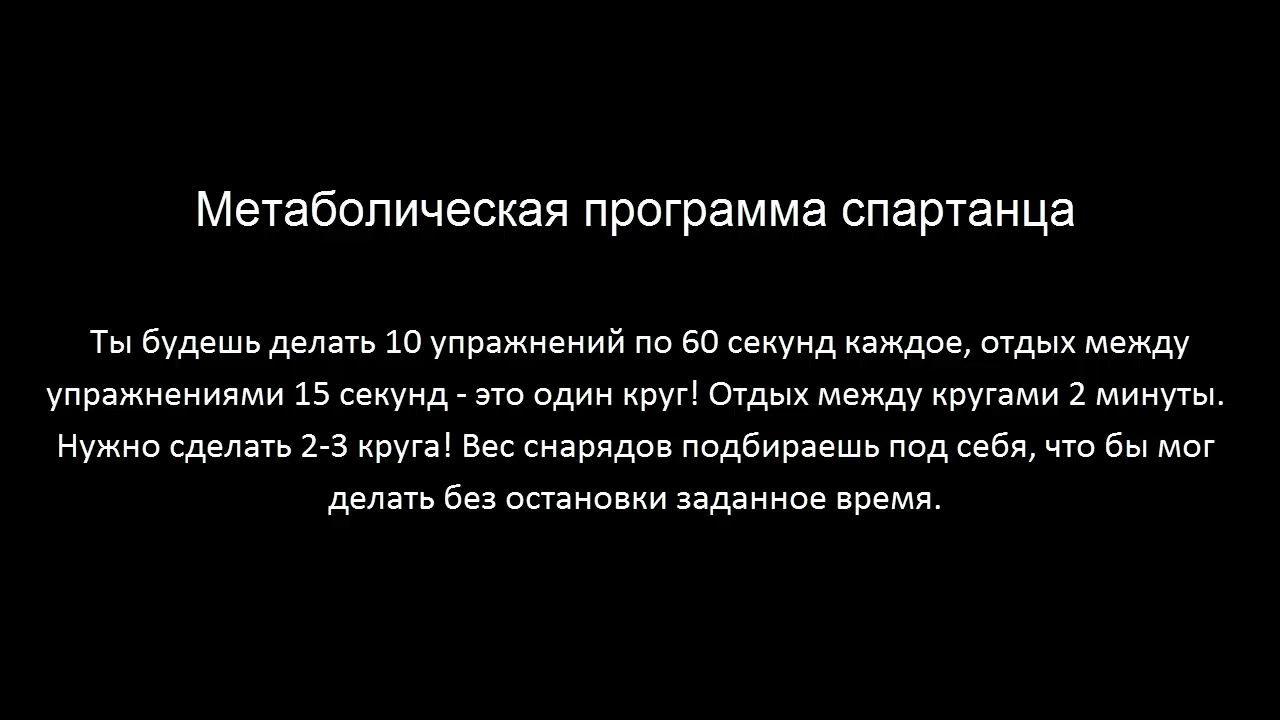 Метаболическая программа спартанца
Ты будешь делать 10 упражнений по 60 секунд каждое, отдых между
упражнениями 15 секунд - это один круг! Отдых между кругами 2 минуты.
Нужно сделать 2-3 круга! Вес снарядов подбираешь под себя, что бы мог
делать без остановки заданное время.